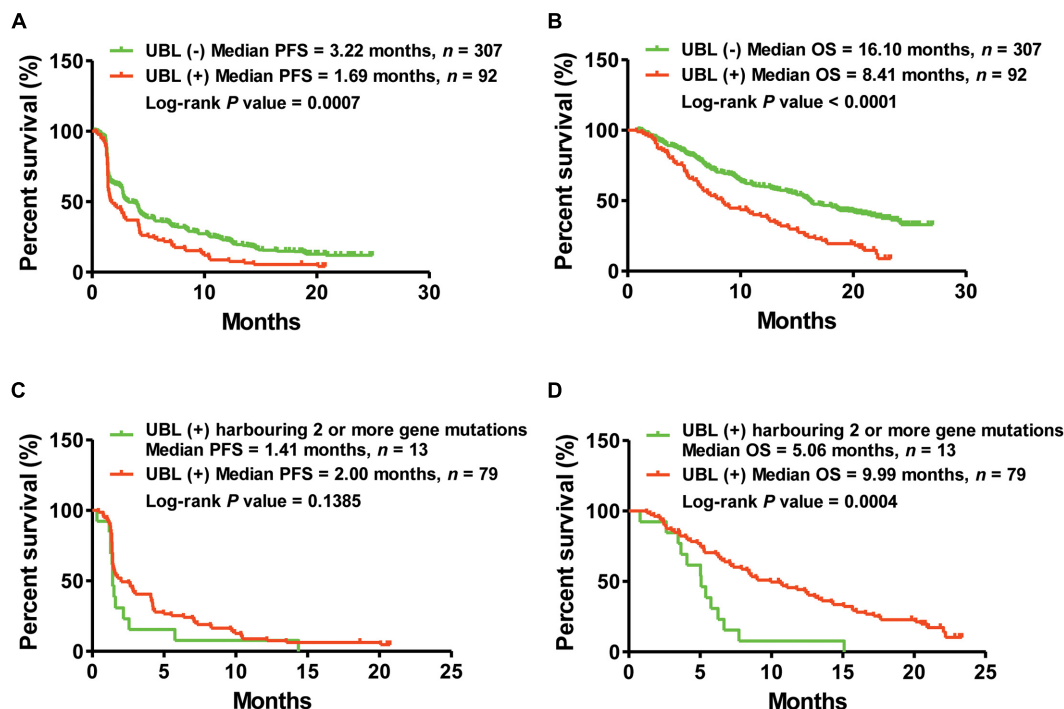 A
UBL (-) Median PFS = 3.22 months, n = 307
UBL (+) Median PFS = 1.69 months, n = 92
Log-rank P value = 0.0007
Percent survival (%)
150
100
50
0
0 10 20 30
Months
B
UBL (-) Median OS = 16.10 months, n = 307
UBL (+) Median OS = 8.41 months, n = 92
Log-rank P value < 0.0001
Percent survival (%)
150
100
50
0
0 10 20 30
Months
C
UBL (+) harbouring 2 or more gene mutations
Median PFS = 1.41 months, n = 13
UBL (+) Median PFS = 2.00 months, n = 79
Log-rank P value = 0.1385
Percent survival (%)
150
100
50
0
0 5 10 15 20 25
Months
D
UBL (+) harbouring 2 or more gene mutations
Median OS = 5.06 months, n = 13
UBL (+) Median OS = 9.99 months, n = 79
Log-rank P value = 0.0004
Percent survival (%)
150
100
50
0
0 5 10 15 20 25
Months